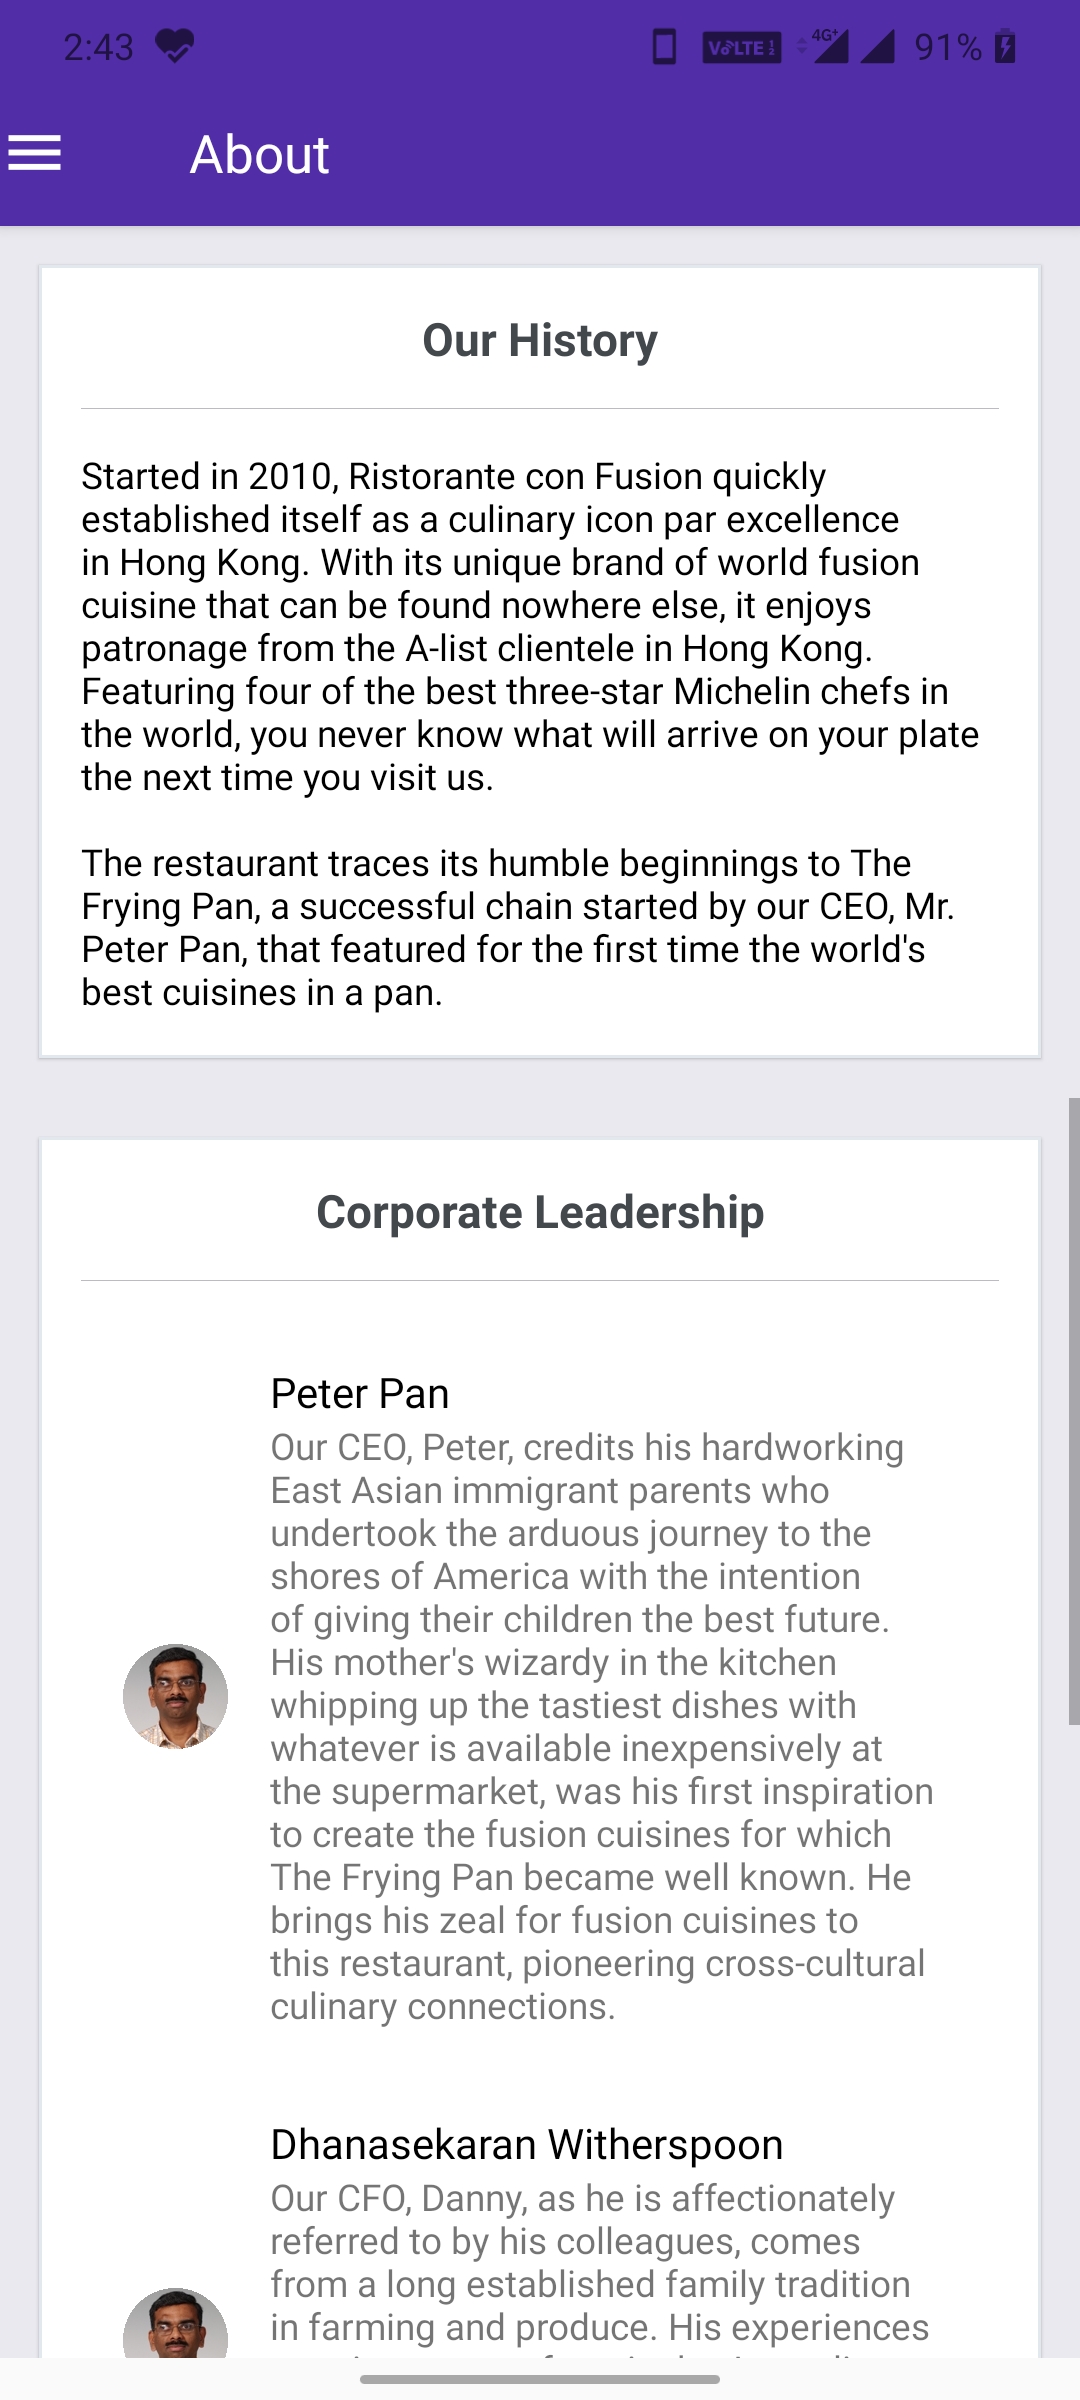 2:43
VoLTE 1 2
4G+
91%
About
Our History
Started in 2010, Ristorante con Fusion quickly
established itself as a culinary icon par excellence
in Hong Kong. With its unique brand of world fusion
cuisine that can be found nowhere else, it enjoys
patronage from the A-list clientele in Hong Kong.
Featuring four of the best three-star Michelin chefs in
the world, you never know what will arrive on your plate
the next time you visit us.
The restaurant traces its humble beginnings to The
Frying Pan, a successful chain started by our CEO, Mr.
Peter Pan, that featured for the first time the world's
best cuisines in a pan.
Corporate Leadership
Peter Pan
Our CEO, Peter, credits his hardworking
East Asian immigrant parents who
undertook the arduous journey to the
shores of America with the intention
of giving their children the best future.
His mother's wizardy in the kitchen
whipping up the tastiest dishes with
whatever is available inexpensively at
the supermarket, was his first inspiration
to create the fusion cuisines for which
The Frying Pan became well known. He
brings his zeal for fusion cuisines to
this restaurant, pioneering cross-cultural
culinary connections.
Dhanasekaran Witherspoon
Our CFO, Danny, as he is affectionately
referred to by his colleagues, comes
from a long established family tradition
in farming and produce. His experiences